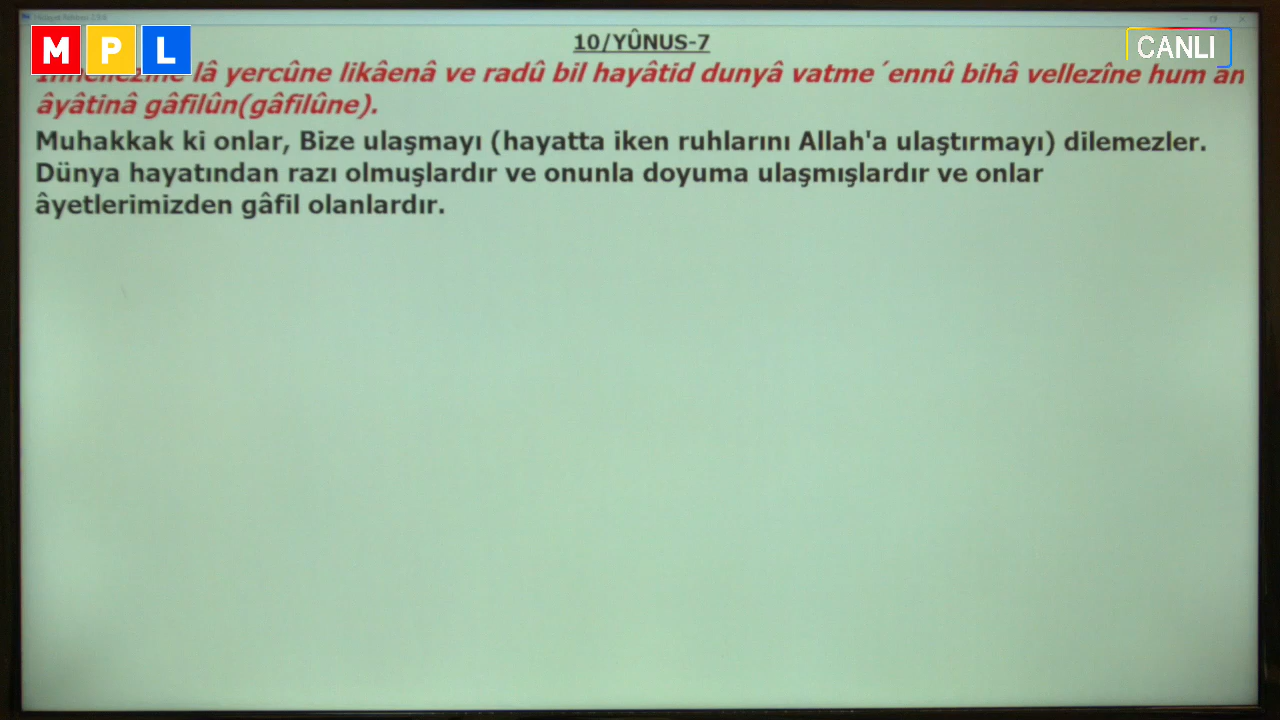 MPL
CANLI
10/YÛNUS-7
lâ yercûne likâenâ ve radû bil hayâtid dunyâ vatme´ennû bihâ vellezîne hum an
âyâtinâ gâfilûn(gâfilûne).
Muhakkak ki onlar, Bize ulaşmayı (hayatta iken ruhlarını Allah'a ulaştırmayı) dilemezler.
Dünya hayatından razı olmuşlardır ve onunla doyuma ulaşmışlardır ve onlar
âyetlerimizden gâfil olanlardır.